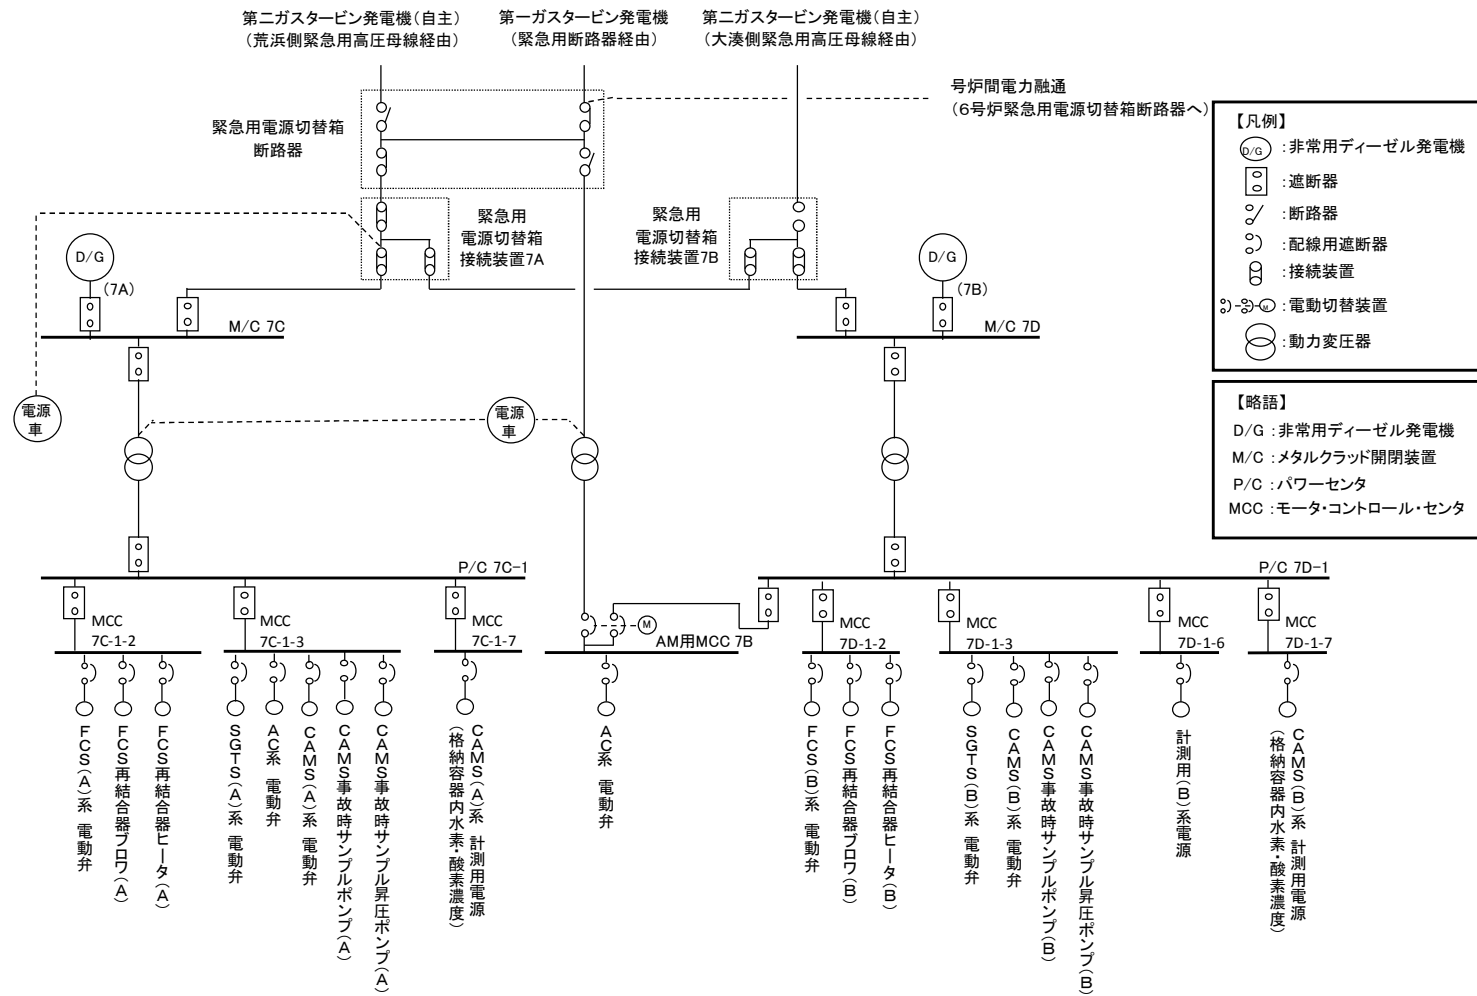 第二ガスタービン発電機(自主)
(荒浜側緊急用高圧母線経由)
第一ガスタービン発電機
(緊急用断路器経由)
第二ガスタービン発電機(自主)
(大湊側緊急用高圧母線経由)
号炉間電力融通
(6号炉緊急用電源切替箱断路器へ)
緊急用電源切替箱
断路器
緊急用
電源切替箱
接続装置7A
緊急用
電源切替箱
接続装置7B
D/G
(7A)
D/G
(7B)
M/C 7C
M/C 7D
電源
車
電源
車
【凡例】
D/G
:非常用ディーゼル発電機
:遮断器
:断路器
:配線用遮断器
:接続装置
M
:電動切替装置
:動力変圧器
【略語】
D/G :非常用ディーゼル発電機
M/C :メタルクラッド開閉装置
P/C :パワーセンタ
MCC :モータ・コントロール・センタ
P/C 7C-1
P/C 7D-1
MCC
7C-1-2
MCC
7C-1-3
MCC
7C-1-7
M
AM用MCC 7B
MCC
7D-1-2
MCC
7D-1-3
MCC
7D-1-6
MCC
7D-1-7
FCS(A)系 電動弁
FCS再結合器ブロワ(A)
FCS再結合器ヒータ(A)
SGTS(A)系 電動弁
AC系 電動弁
CAMS(A)系 電動弁
CAMS事故時サンプルポンプ(A)
CAMS事故時サンプル昇圧ポンプ(A)
CAMS(A)系 計測用電源
(格納容器内水素・酸素濃度)
AC系 電動弁
FCS(B)系 電動弁
FCS再結合器ブロワ(B)
FCS再結合器ヒータ(B)
SGTS(B)系 電動弁
CAMS(B)系 電動弁
CAMS事故時サンプルポンプ(B)
CAMS事故時サンプル昇圧ポンプ(B)
計測用(B)系電源
CAMS(B)系 計測用電源
(格納容器内水素・酸素濃度)